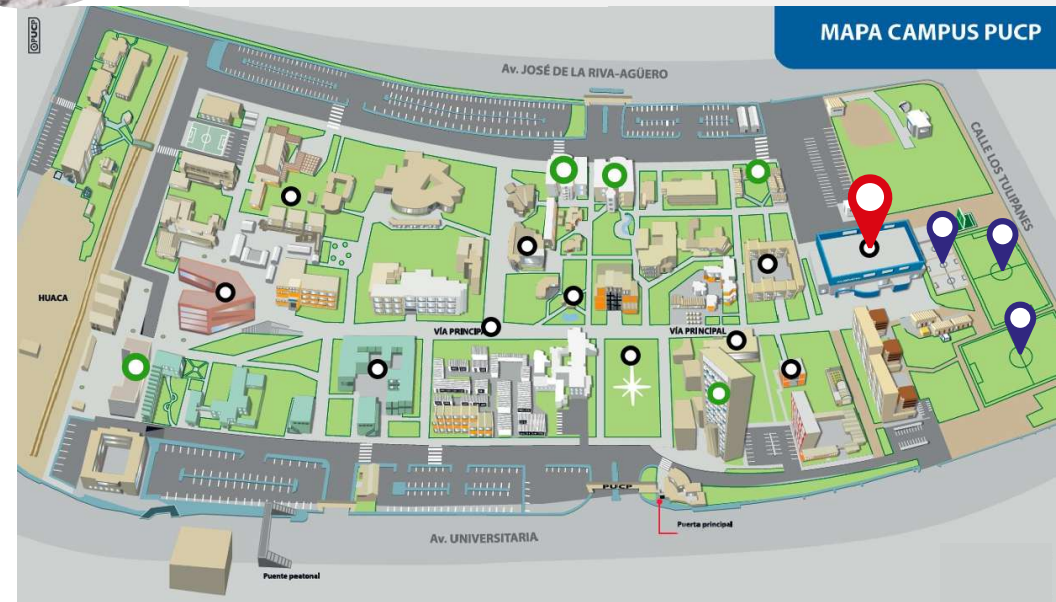 ©PUCP
MAPA CAMPUS PUCP
Av. JOSÉ DE LA RIVA-AGÜERO
CALLE LOS TULIPANES
HUACA
VÍA PRINCIPAL
VÍA PRINCIPAL
PUCP
Puerta principal
Av. UNIVERSITARIA
Puente peatonal